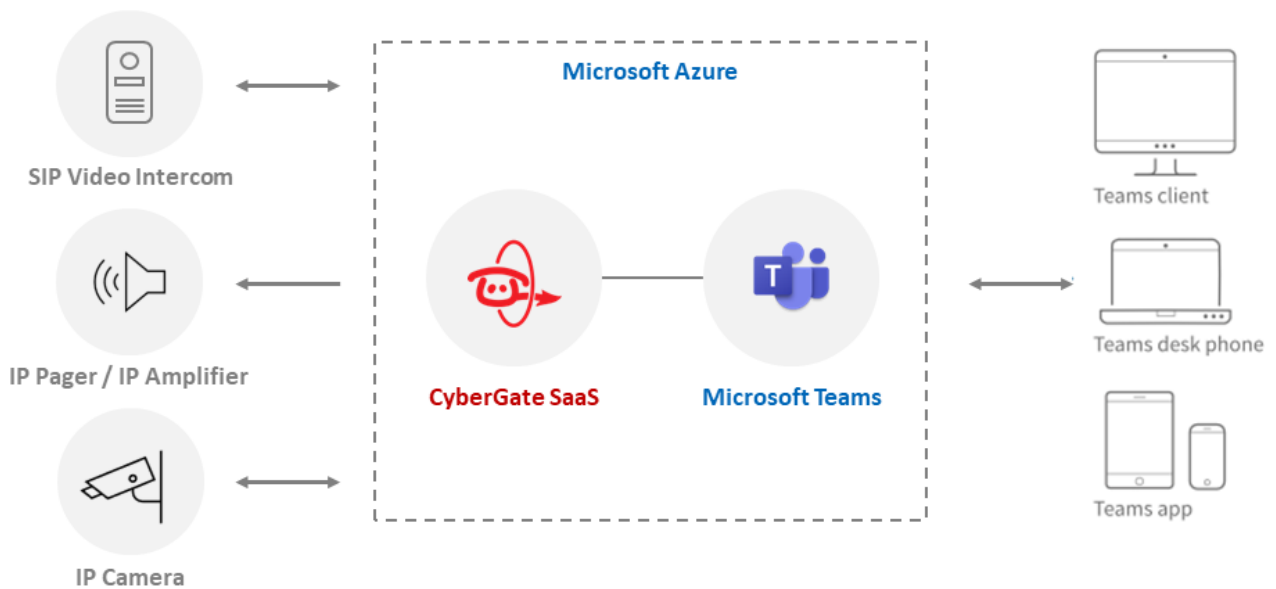 Microsoft Azure
SIP Video Intercom
IP Pager / IP Amplifier
IP Camera
CyberGate SaaS
T
Microsoft Teams
Teams client
Teams desk phone
Teams app